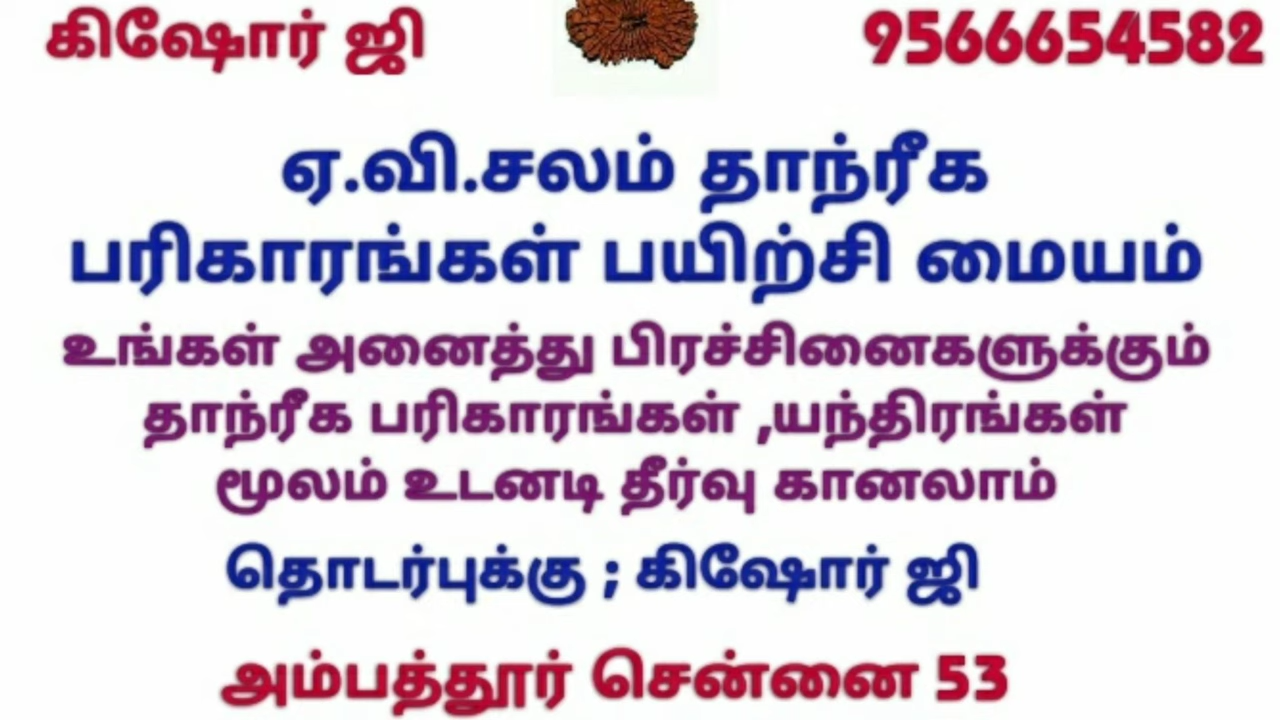 கிஷோர் ஜி 9566654582
ஏ.வி.சலம் தாந்ரீக
பரிகாரங்கள் பயிற்சி மையம்
உங்கள் அனைத்து பிரச்சினைகளுக்கும்
தாந்ரீக பரிகாரங்கள் ,யந்திரங்கள்
மூலம் உடனடி தீர்வு கானலாம்
தொடர்புக்கு ; கிஷோர் ஜி
அம்பத்தூர் சென்னை 53